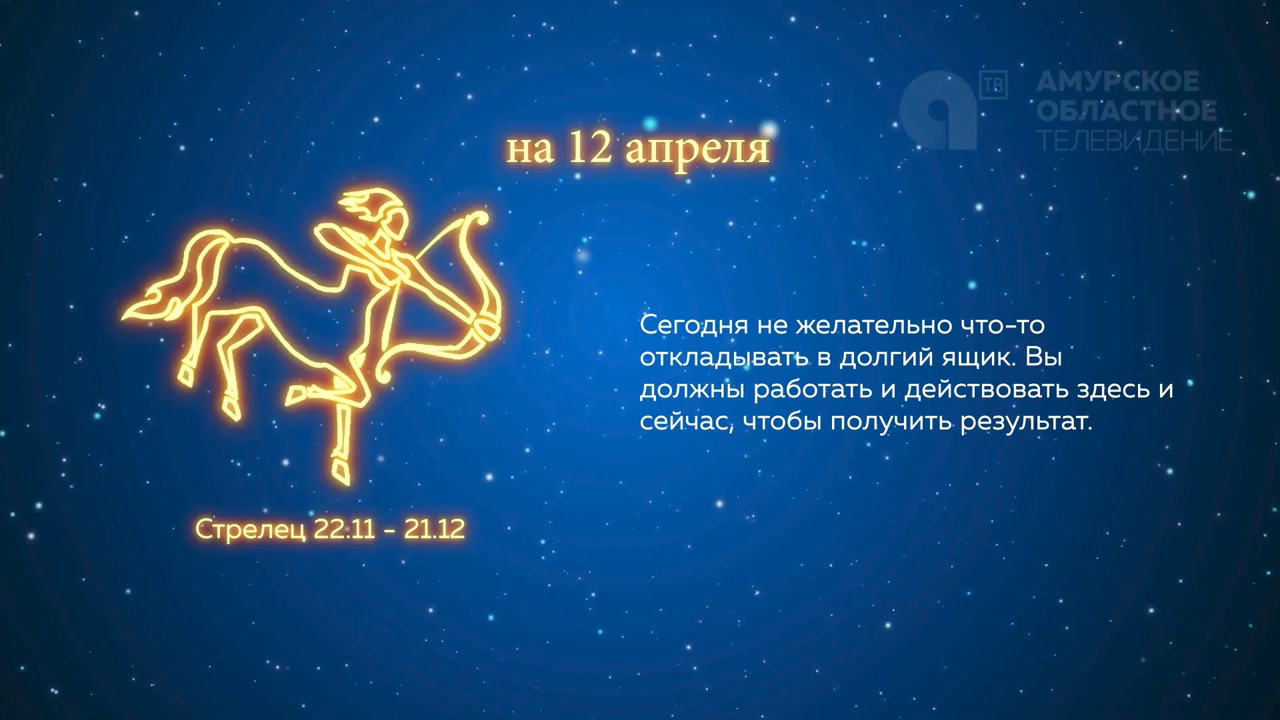 ТВ
АМУРСКОЕ
ОБЛАСТНОЕ
ТЕЛЕВИДЕНИЕ
на 12 апреля
Сегодня не желательно что-то
откладывать в долгий ящик. Вы
должны работать и действовать здесь и
сейчас, чтобы получить результат.
Стрелец 22.11 - 21.12